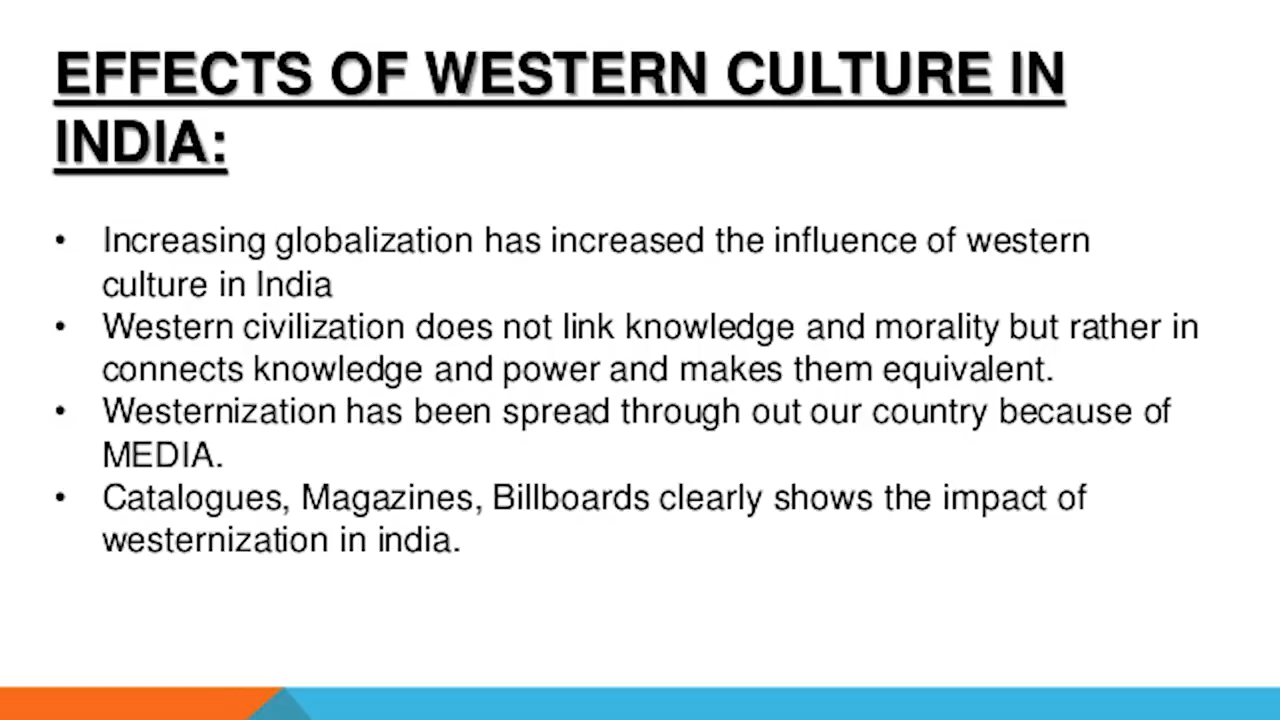 EFFECTS OF WESTERN CULTURE IN
INDIA:
• Increasing globalization has increased the influence of western
culture in India
• Western civilization does not link knowledge and morality but rather in
connects knowledge and power and makes them equivalent.
• Westernization has been spread through out our country because of
MEDIA.
• Catalogues, Magazines, Billboards clearly shows the impact of
westernization in india.